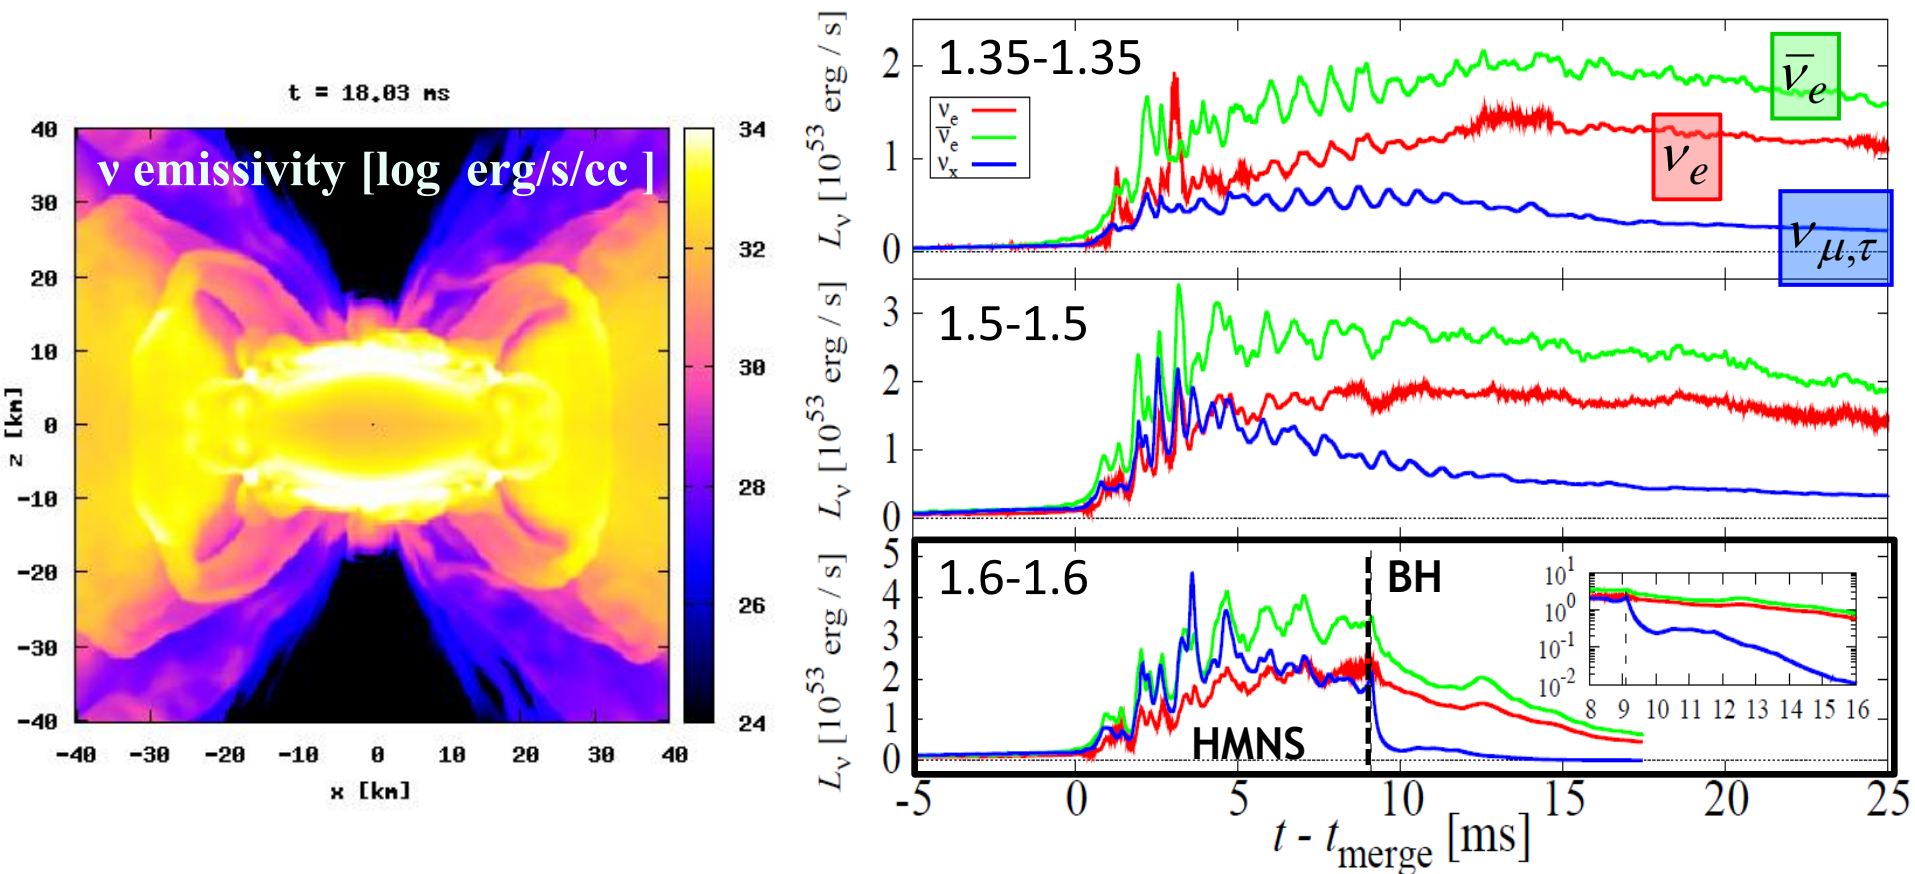 t = 18.03 ms
ν emissivity [log erg/s/cc ]
40
30
20
10
0
-10
-20
-30
-40
z [km]
-40 -30 -20 -10 0 10 20 30 40
x [km]
34
32
30
28
26
24
1.35-1.35
ν_e
ν̅_e
ν_x
L_ν [10^53 erg / s]
2
1
0
ν̅_e
ν_e
ν_μ,τ
1.5-1.5
L_ν [10^53 erg / s]
3
2
1
0
1.6-1.6
L_ν [10^53 erg / s]
5
4
3
2
1
0
HMNS
BH
10^1
10^0
10^-1
10^-2
8 9 10 11 12 13 14 15 16
-5 0 5 10 15 20 25
t - t_merge [ms]